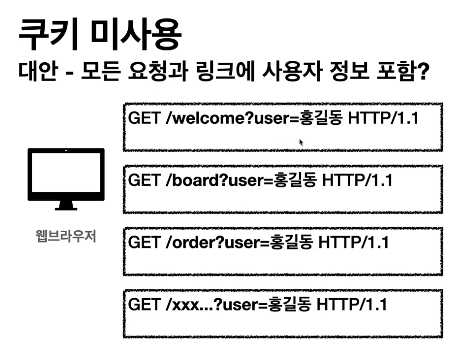 쿠키 미사용
대안 - 모든 요청과 링크에 사용자 정보 포함?
GET /welcome?user=홍길동 HTTP/1.1
GET /board?user=홍길동 HTTP/1.1
웹브라우저
GET /order?user=홍길동 HTTP/1.1
GET /xxx...?user=홍길동 HTTP/1.1